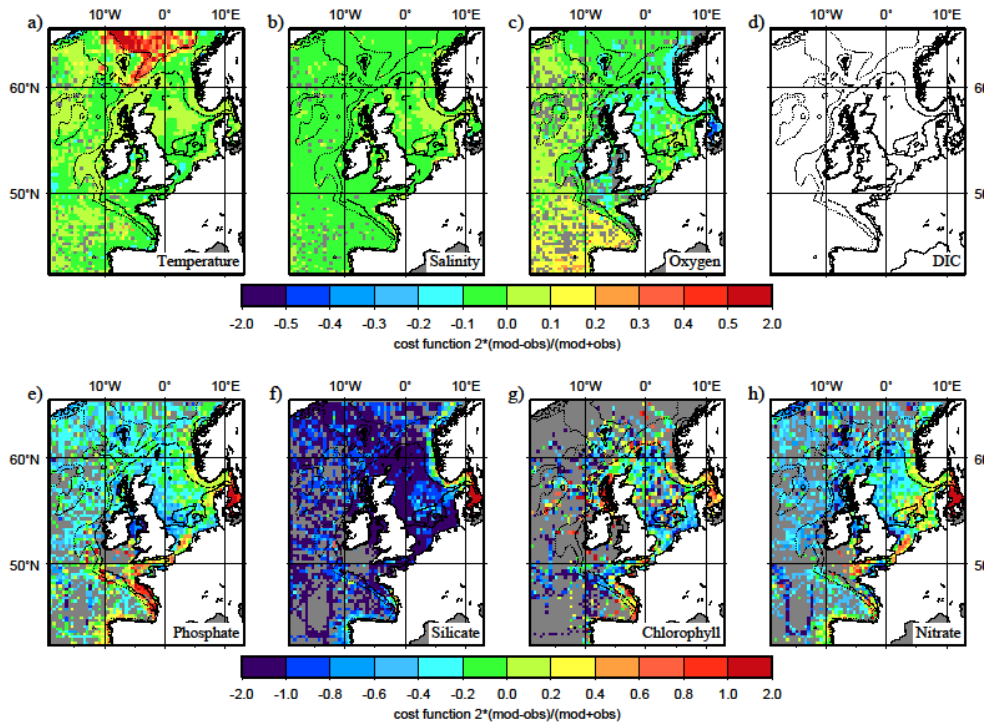 a) b) c) d)
10°W 0° 10°E 10°W 0° 10°E 10°W 0° 10°E 10°W 0° 10°E
60°N 60
50°N 50
Temperature Salinity Oxygen DIC
-2.0 -0.5 -0.4 -0.3 -0.2 -0.1 0.0 0.1 0.2 0.3 0.4 0.5 2.0
cost function 2*(mod-obs)/(mod+obs)
e) f) g) h)
10°W 0° 10°E 10°W 0° 10°E 10°W 0° 10°E 10°W 0° 10°E
60°N 60
50°N 50
Phosphate Silicate Chlorophyll Nitrate
-2.0 -1.0 -0.8 -0.6 -0.4 -0.2 0.0 0.2 0.4 0.6 0.8 1.0 2.0
cost function 2*(mod-obs)/(mod+obs)